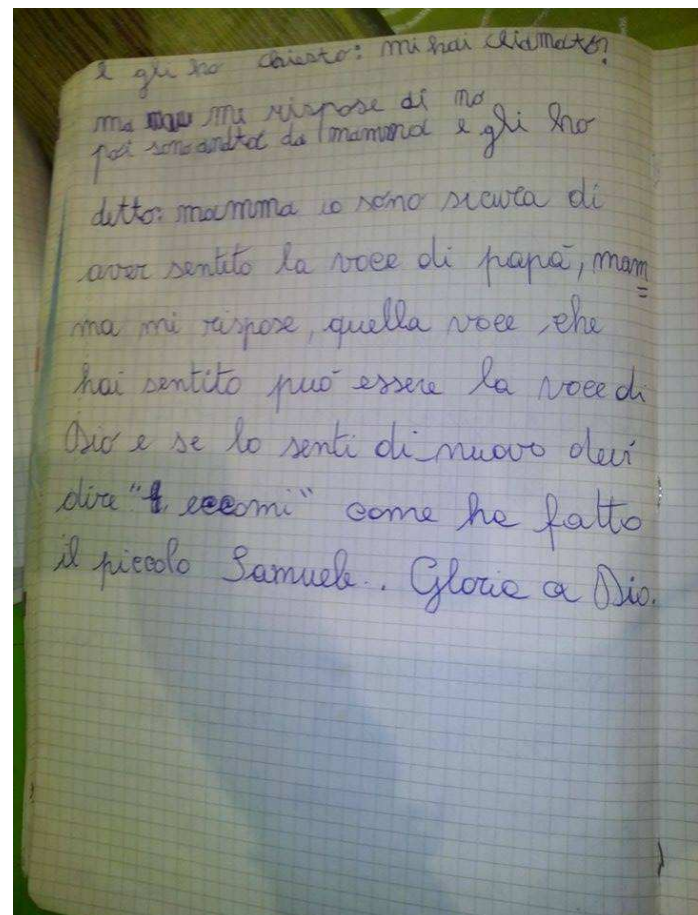 e gli ho chiesto: mi hai chiamato?
ma mi rispose di no
poi sono andata da mamma e gli ho
detto: mamma io sono sicura di
aver sentito la voce di papà, mam
ma mi rispose, quella voce che
hai sentito può essere la voce di
Dio e se lo senti di nuovo devi
dire "eccomi" come ha fatto
il piccolo Samuele.. Gloria a Dio.